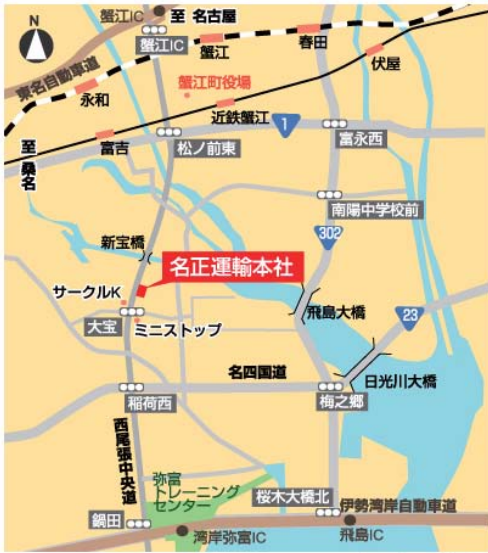 蟹江IC
至 名古屋
N
蟹江IC
蟹江
春田
伏屋
東名自動車道
永和
蟹江町役場
近鉄蟹江
1
富吉
松ノ前東
富永西
至 桑名
南陽中学校前
302
新宝橋
名正運輸本社
サークルK
大宝
ミニストップ
飛島大橋
23
名四国道
日光川大橋
稲荷西
梅之郷
西尾張中央道
弥富
トレーニング
センター
桜木大橋北
伊勢湾岸自動車道
鍋田
湾岸弥富IC
飛島IC